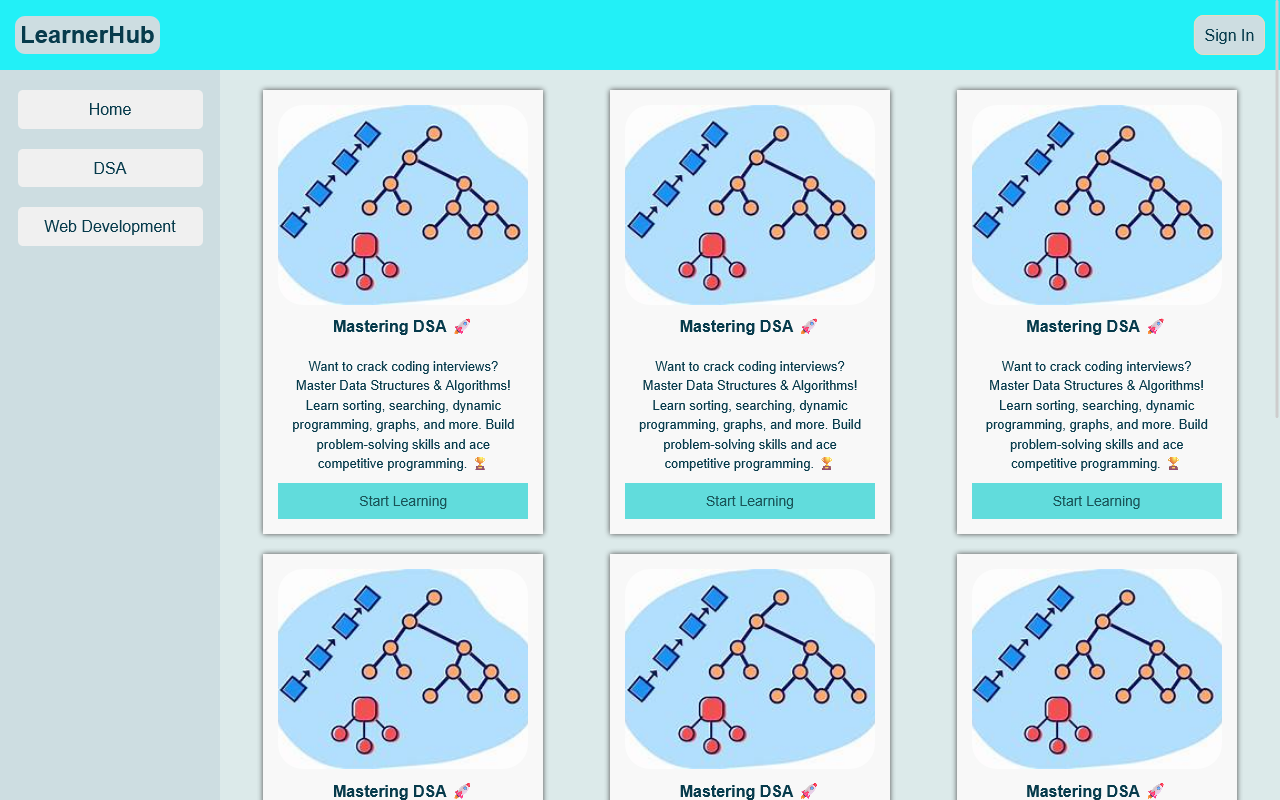 LearnerHub
Sign In
Home
DSA
Web Development
Mastering DSA 🚀
Want to crack coding interviews?
Master Data Structures & Algorithms!
Learn sorting, searching, dynamic
programming, graphs, and more. Build
problem-solving skills and ace
competitive programming. 🏆
Start Learning
Mastering DSA 🚀
Want to crack coding interviews?
Master Data Structures & Algorithms!
Learn sorting, searching, dynamic
programming, graphs, and more. Build
problem-solving skills and ace
competitive programming. 🏆
Start Learning
Mastering DSA 🚀
Want to crack coding interviews?
Master Data Structures & Algorithms!
Learn sorting, searching, dynamic
programming, graphs, and more. Build
problem-solving skills and ace
competitive programming. 🏆
Start Learning
Mastering DSA 🚀
Mastering DSA 🚀
Mastering DSA 🚀